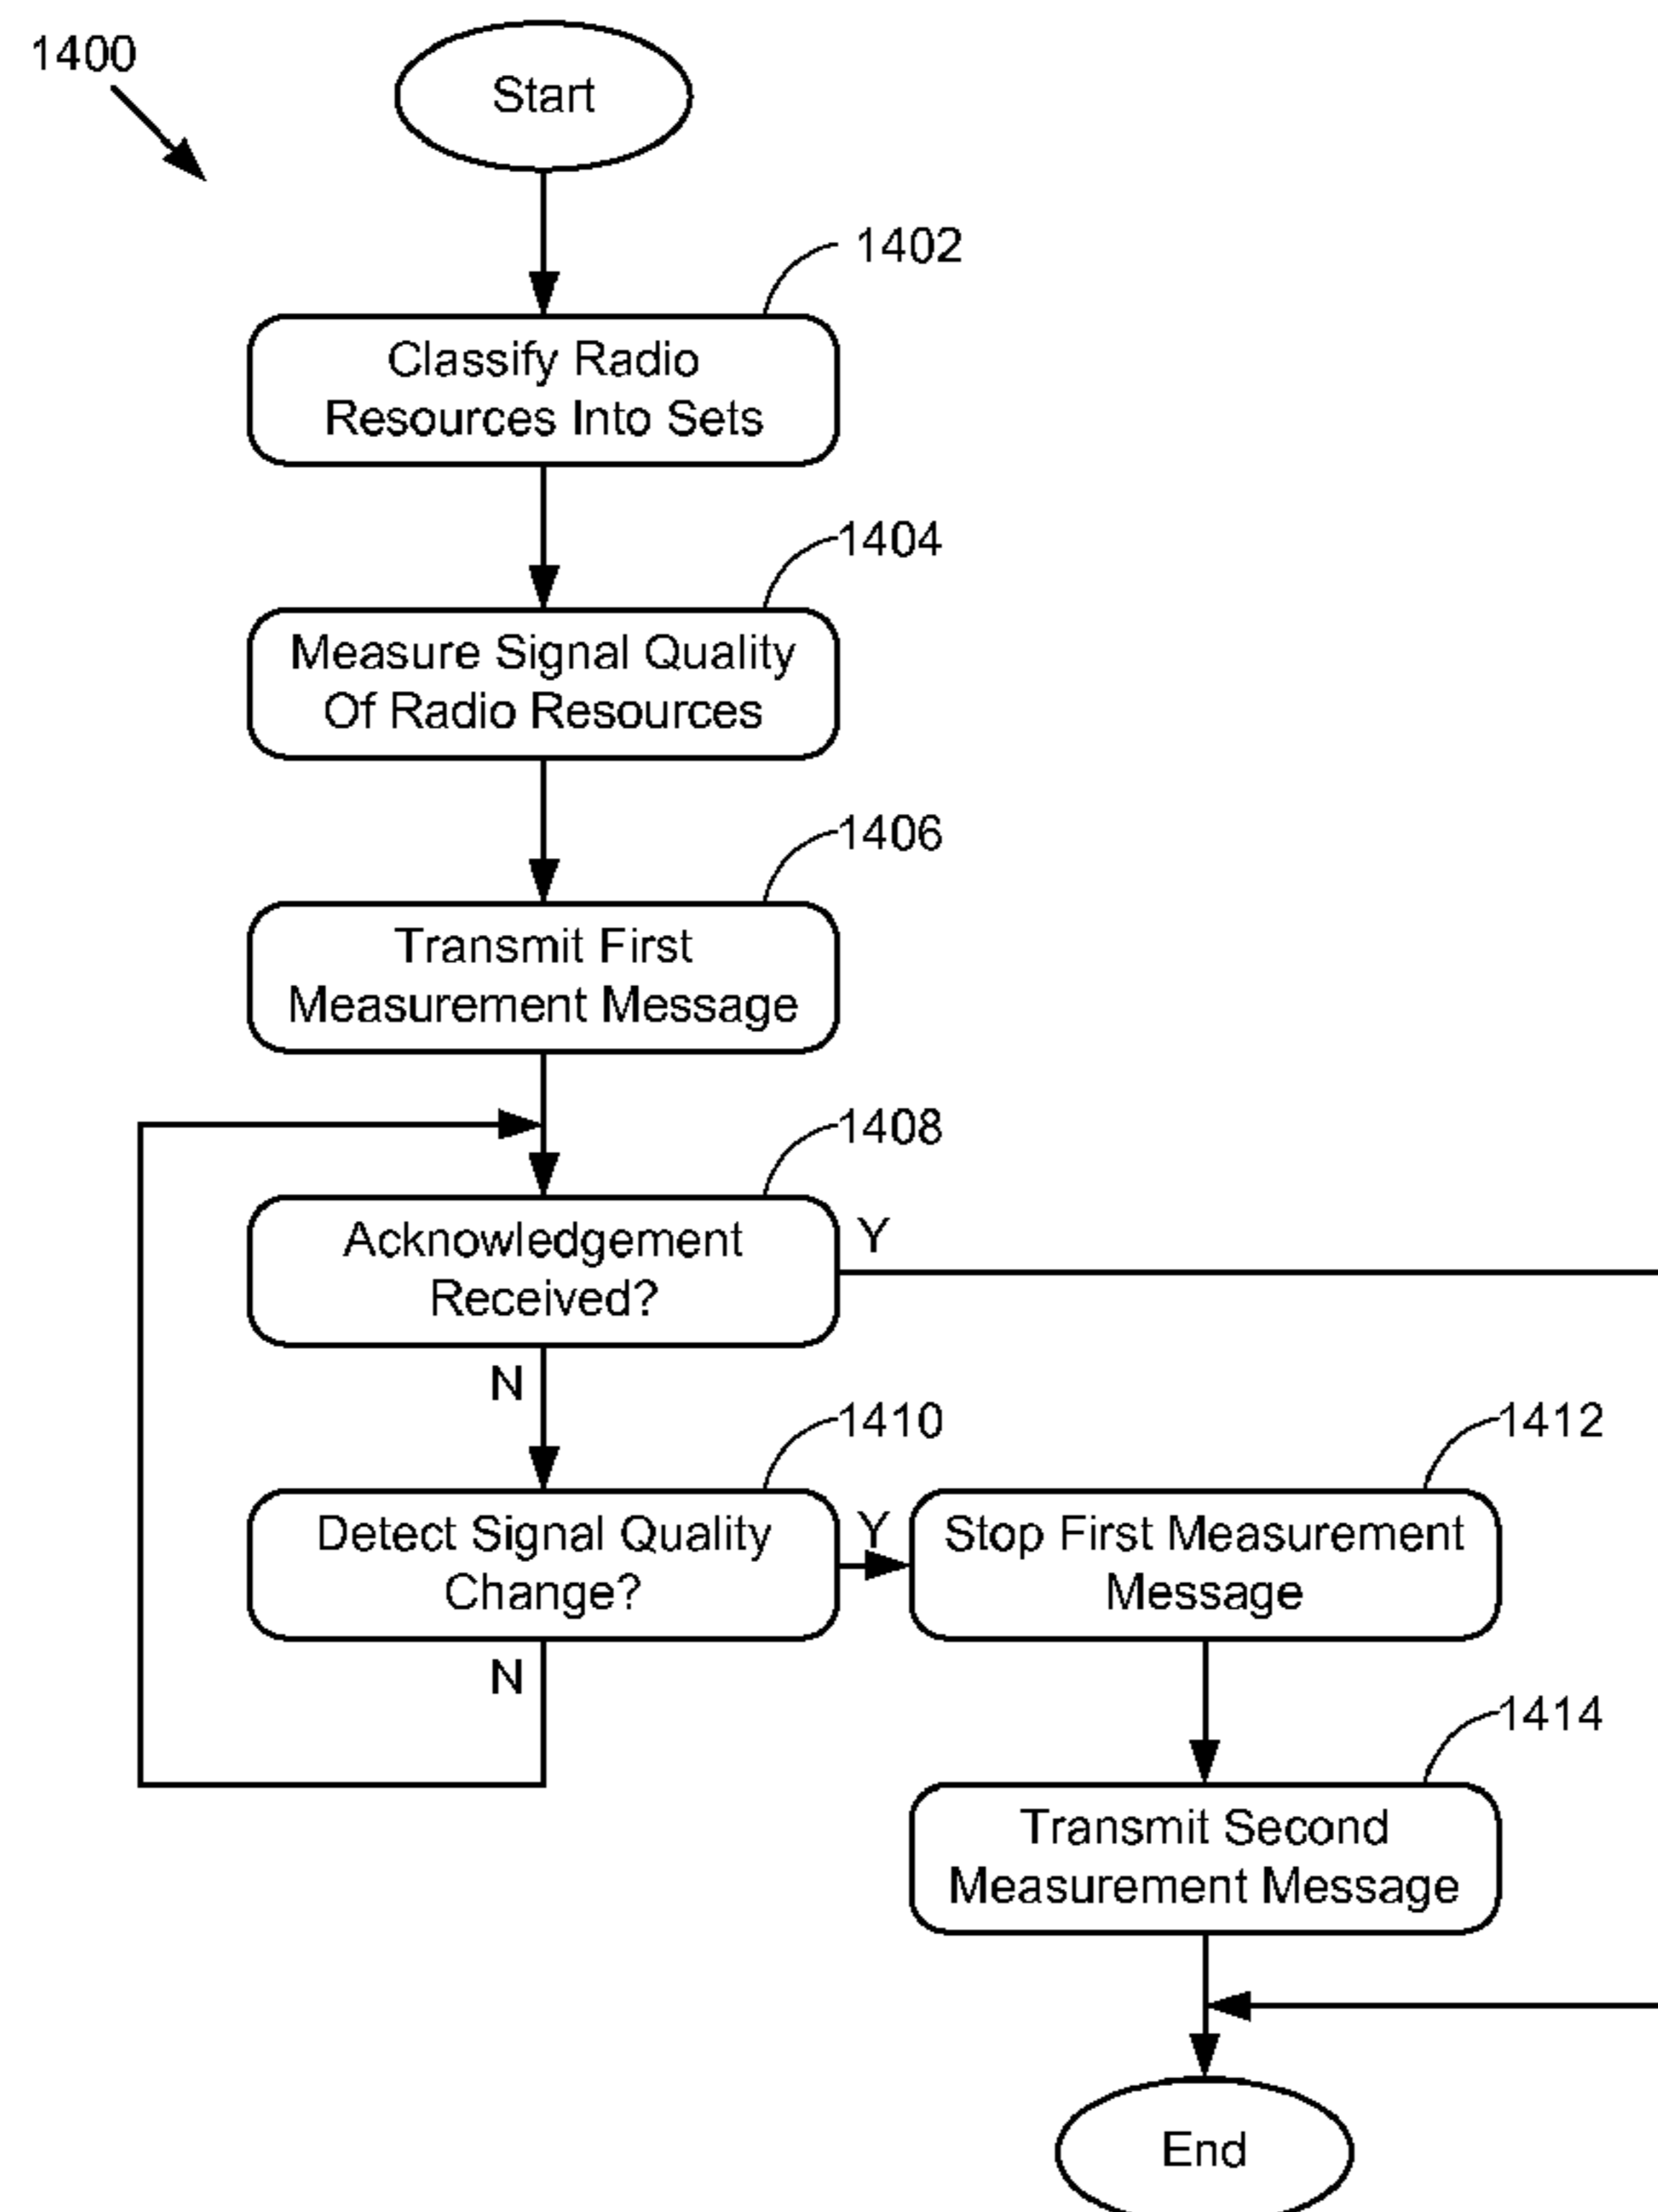 1400
Start
1402
Classify Radio
Resources Into Sets
1404
Measure Signal Quality
Of Radio Resources
1406
Transmit First
Measurement Message
1408
Acknowledgement
Received?
Y
N
1410
Detect Signal Quality
Change?
Y
N
1412
Stop First Measurement
Message
1414
Transmit Second
Measurement Message
End